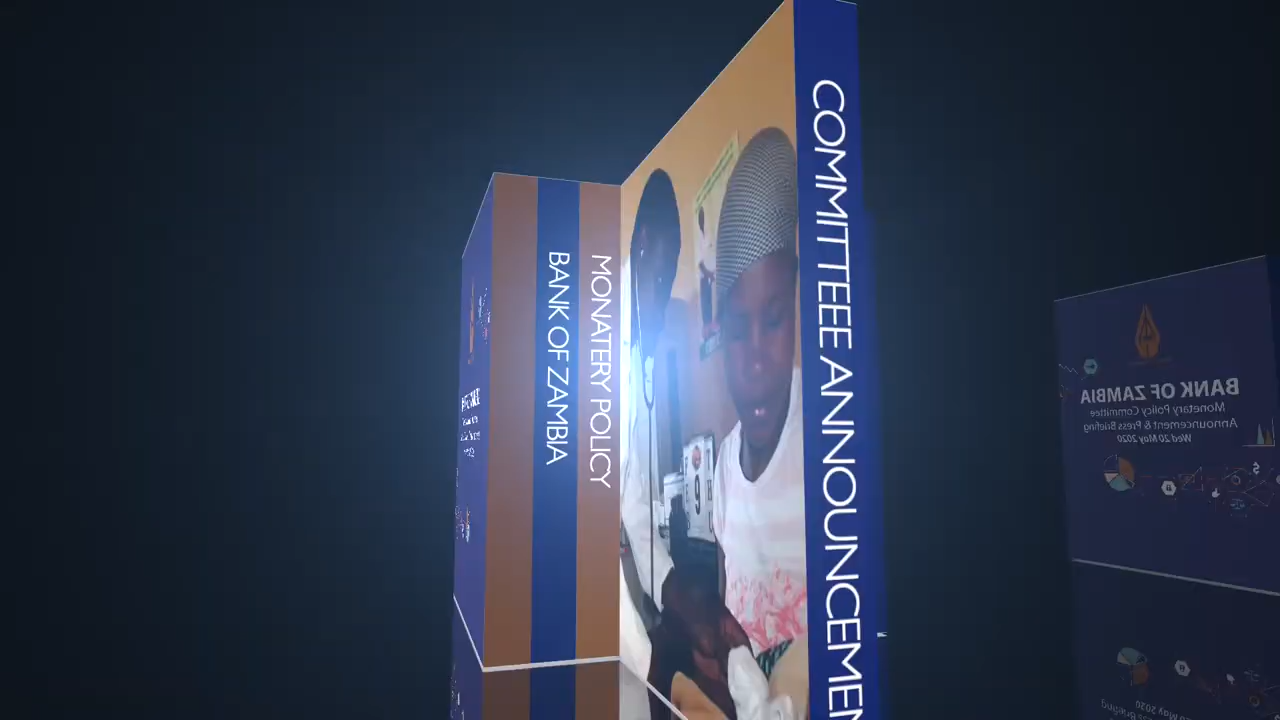 MONATERY POLICY
BANK OF ZAMBIA
COMMITTEEE ANNOUNCEMEN
9
BANK OF ZAMBIA
Monetary Policy Committee
Announcement & Press Briefing
Wed 20 May 2020